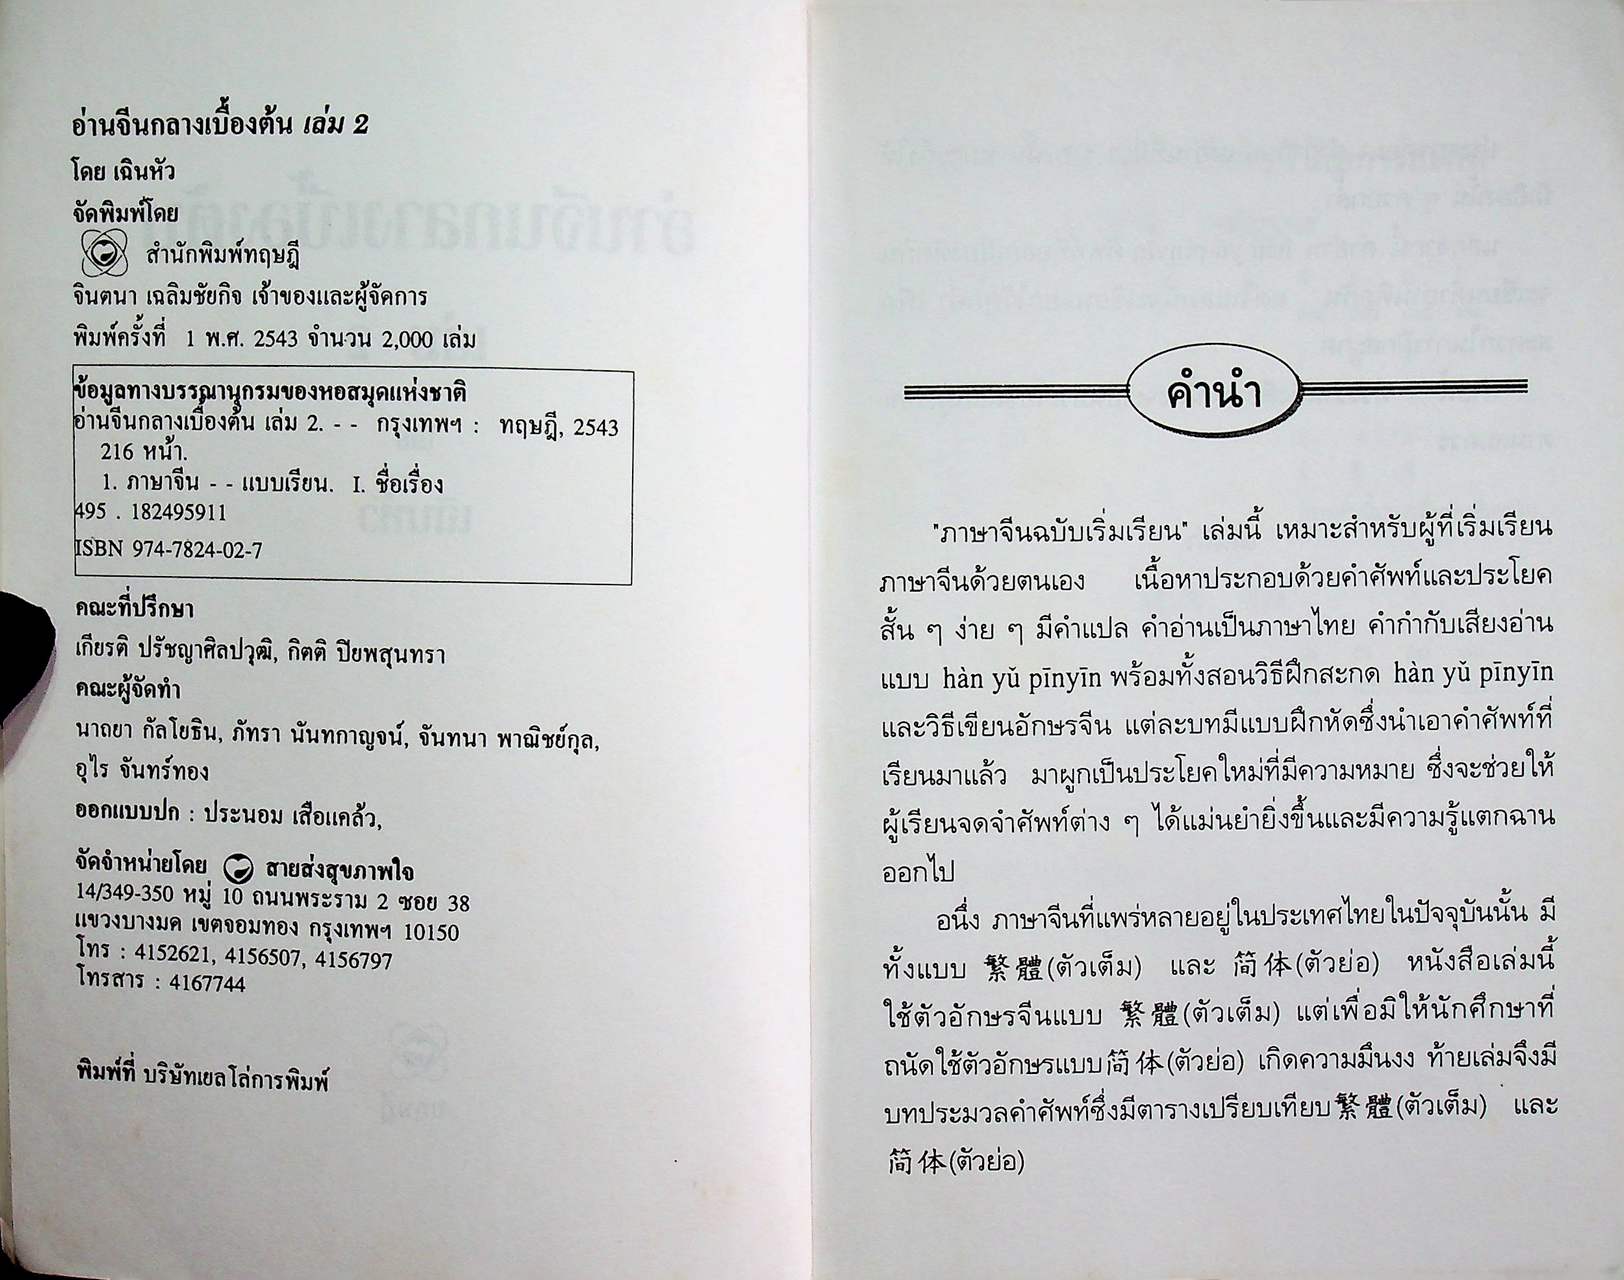 อ่านจีนกลางเบื้องต้น เล่ม 2
โดย เฉินหัว
จัดพิมพ์โดย
สำนักพิมพ์ทฤษฎี
จินตนา เฉลิมชัยกิจ เจ้าของและผู้จัดการ
พิมพ์ครั้งที่ 1 พ.ศ. 2543 จำนวน 2,000 เล่ม
ข้อมูลทางบรรณานุกรมของหอสมุดแห่งชาติ
อ่านจีนกลางเบื้องต้น เล่ม 2. - - กรุงเทพฯ : ทฤษฎี, 2543
216 หน้า.
1. ภาษาจีน - - แบบเรียน. I. ชื่อเรื่อง
495 . 182495911
ISBN 974-7824-02-7
คณะที่ปรึกษา
เกียรติ ปรัชญาศิลปวุฒิ, กิตติ ปิยพสุนทรา
คณะผู้จัดทำ
นาถยา กัลโยธิน, ภัทรา นันทกาญจน์, จันทนา พาณิชย์กุล,
อุไร จันทร์ทอง
ออกแบบปก : ประนอม เสือแคล้ว,
จัดจำหน่ายโดย สายส่งสุขภาพใจ
14/349-350 หมู่ 10 ถนนพระราม 2 ซอย 38
แขวงบางมด เขตจอมทอง กรุงเทพฯ 10150
โทร : 4152621, 4156507, 4156797
โทรสาร : 4167744
พิมพ์ที่ บริษัทเยลโล่การพิมพ์
คำนำ
"ภาษาจีนฉบับเริ่มเรียน" เล่มนี้ เหมาะสำหรับผู้ที่เริ่มเรียน
ภาษาจีนด้วยตนเอง เนื้อหาประกอบด้วยคำศัพท์และประโยค
สั้น ๆ ง่าย ๆ มีคำแปล คำอ่านเป็นภาษาไทย คำกำกับเสียงอ่าน
แบบ hàn yǔ pīnyīn พร้อมทั้งสอนวิธีฝึกสะกด hàn yǔ pīnyīn
และวิธีเขียนอักษรจีน แต่ละบทมีแบบฝึกหัดซึ่งนำเอาคำศัพท์ที่
เรียนมาแล้ว มาผูกเป็นประโยคใหม่ที่มีความหมาย ซึ่งจะช่วยให้
ผู้เรียนจดจำศัพท์ต่าง ๆ ได้แม่นยำยิ่งขึ้นและมีความรู้แตกฉาน
ออกไป
อนึ่ง ภาษาจีนที่แพร่หลายอยู่ในประเทศไทยในปัจจุบันนั้น มี
ทั้งแบบ 繁體(ตัวเต็ม) และ 简体(ตัวย่อ) หนังสือเล่มนี้
ใช้ตัวอักษรจีนแบบ 繁體(ตัวเต็ม) แต่เพื่อมิให้นักศึกษาที่
ถนัดใช้ตัวอักษรแบบ简体(ตัวย่อ) เกิดความมึนงง ท้ายเล่มจึงมี
บทประมวลคำศัพท์ซึ่งมีตารางเปรียบเทียบ繁體(ตัวเต็ม) และ
简体(ตัวย่อ)